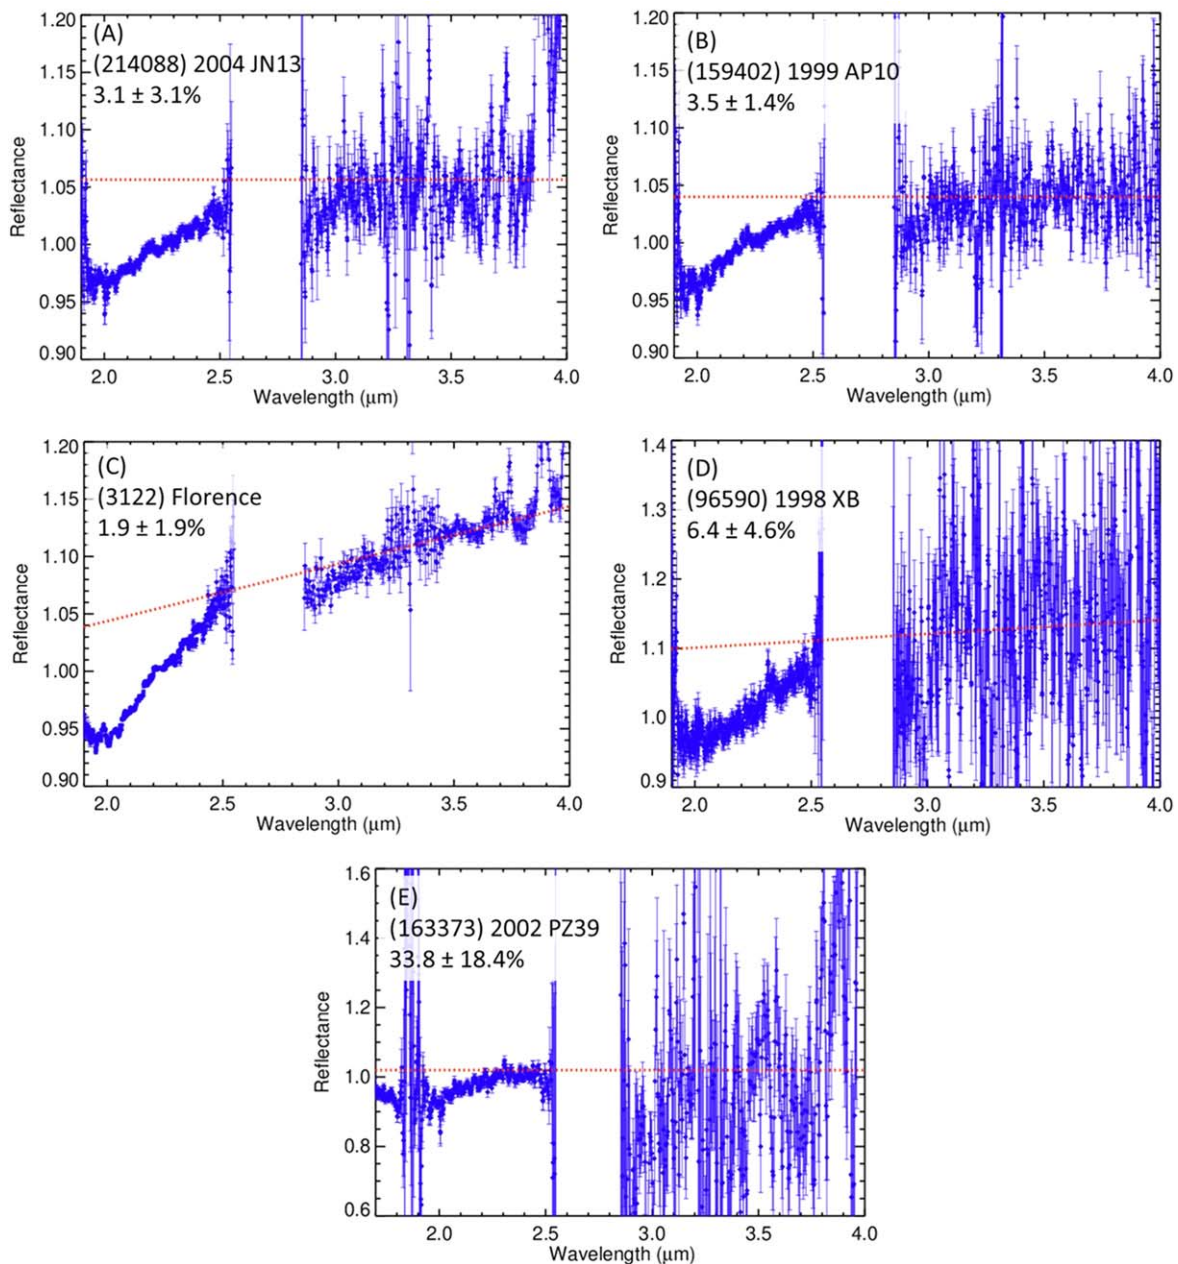 (A)
(214088) 2004 JN13
3.1 ± 3.1%
1.20
1.15
1.10
1.05
1.00
0.95
0.90
Reflectance
2.0 2.5 3.0 3.5 4.0
Wavelength (μm)
(B)
(159402) 1999 AP10
3.5 ± 1.4%
1.20
1.15
1.10
1.05
1.00
0.95
0.90
Reflectance
2.0 2.5 3.0 3.5 4.0
Wavelength (μm)
(C)
(3122) Florence
1.9 ± 1.9%
1.20
1.15
1.10
1.05
1.00
0.95
0.90
Reflectance
2.0 2.5 3.0 3.5 4.0
Wavelength (μm)
(D)
(96590) 1998 XB
6.4 ± 4.6%
1.4
1.3
1.2
1.1
1.0
0.9
Reflectance
2.0 2.5 3.0 3.5 4.0
Wavelength (μm)
(E)
(163373) 2002 PZ39
33.8 ± 18.4%
1.6
1.4
1.2
1.0
0.8
0.6
Reflectance
2.0 2.5 3.0 3.5 4.0
Wavelength (μm)